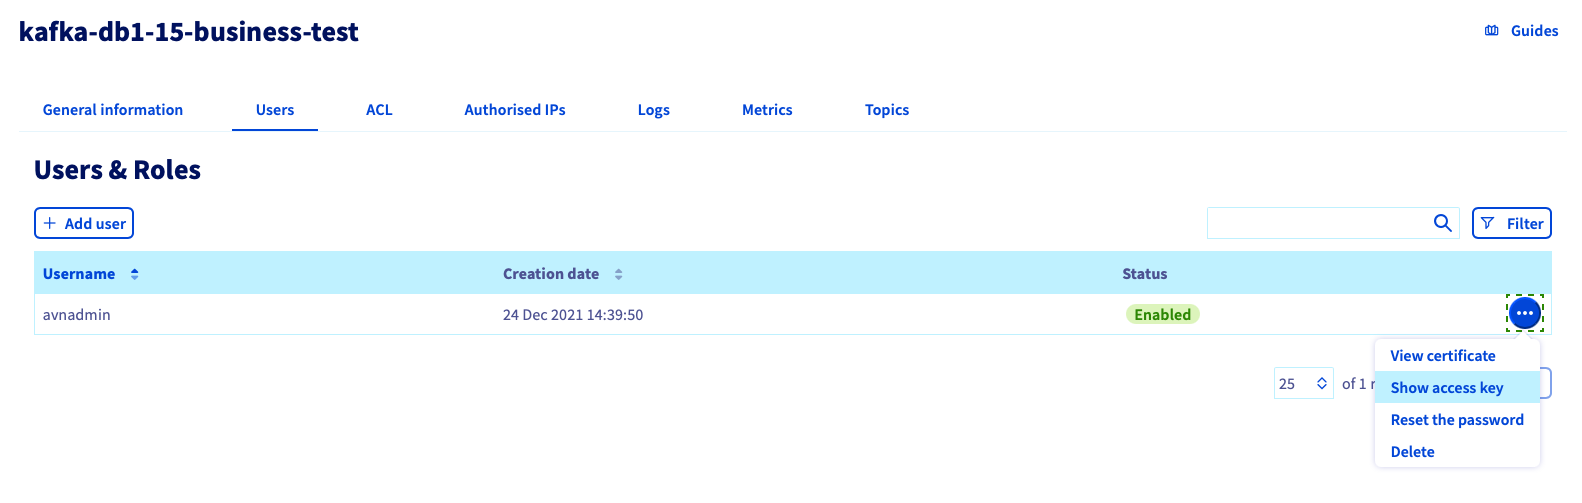 kafka-db1-15-business-test
Guides
General information Users ACL Authorised IPs Logs Metrics Topics
Users & Roles
+ Add user Filter
Username Creation date Status
avnadmin 24 Dec 2021 14:39:50 Enabled
View certificate
25 of 1
Show access key
Reset the password
Delete